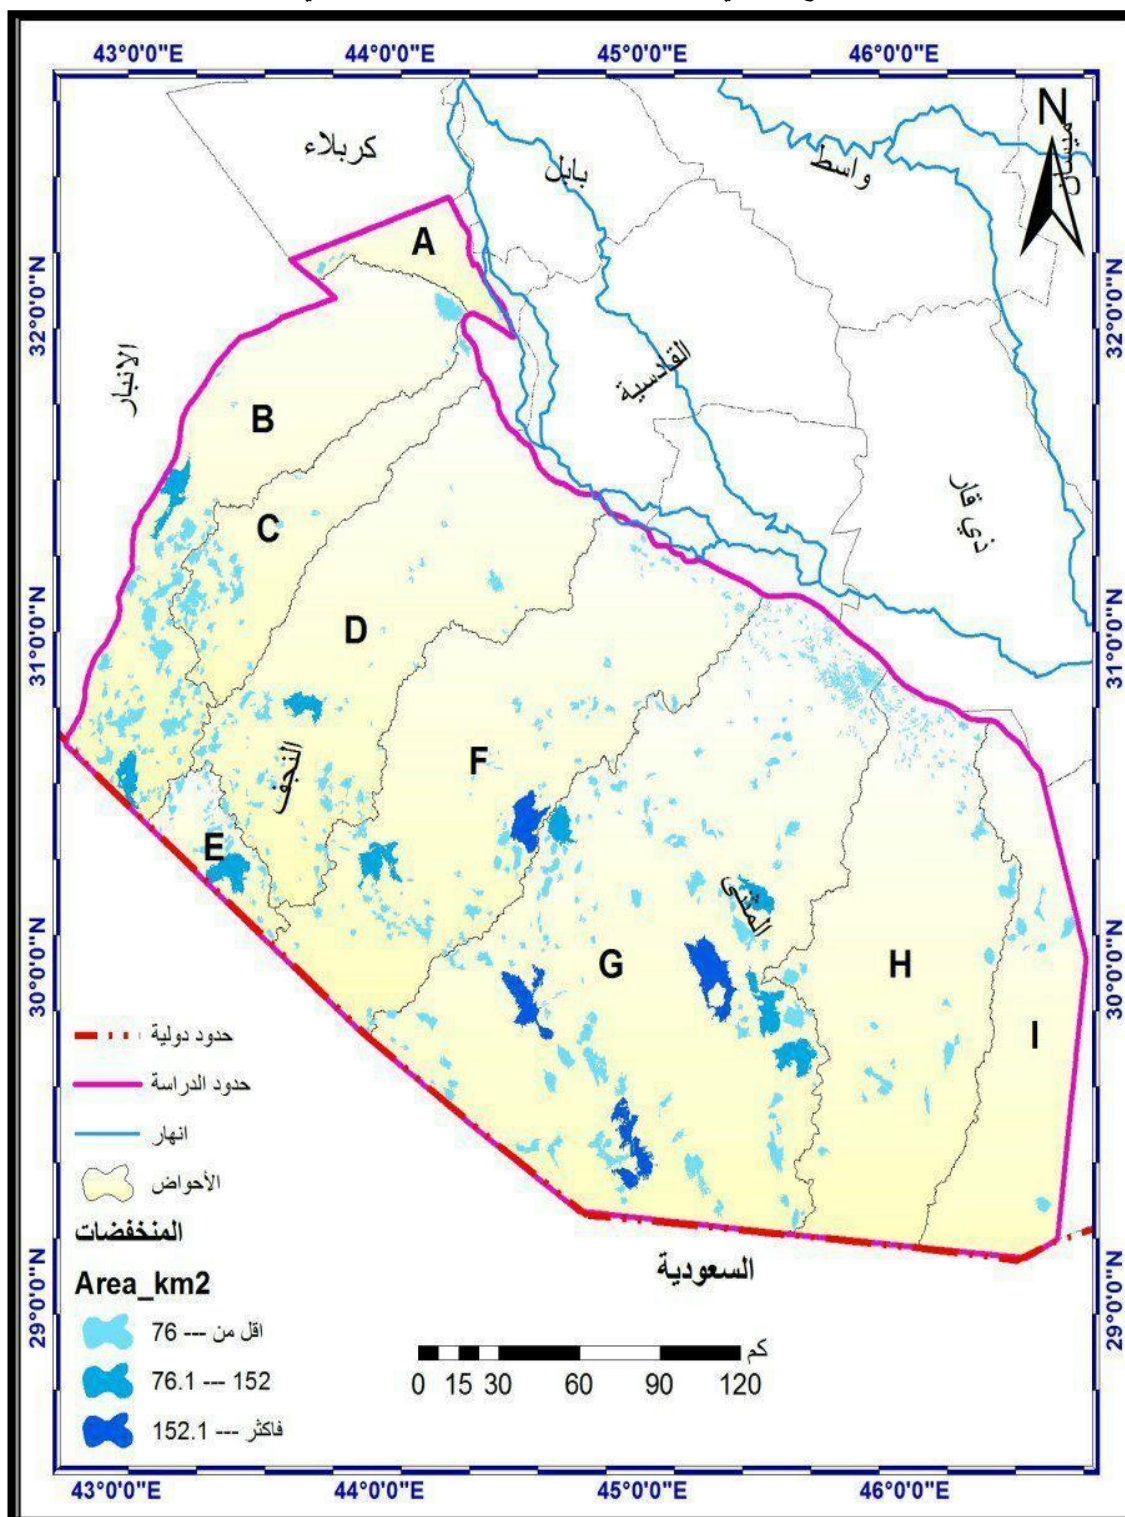 43°0'0"E 44°0'0"E 45°0'0"E 46°0'0"E
N
ميسان
واسط
بابل
كربلاء
A
32°0'0"N
32°0'0"N
القادسية
الانبار
B
ذي قار
C
31°0'0"N
D
31°0'0"N
النجف
F
E
المثنى
30°0'0"N
G
H
30°0'0"N
I
حدود دولية
حدود الدراسة
انهار
الأحواض
المنخفضات
السعودية
Area_km2
29°0'0"N
29°0'0"N
اقل من --- 76
76.1 --- 152
152.1 --- فاكثر
كم
0 15 30 60 90 120
43°0'0"E 44°0'0"E 45°0'0"E 46°0'0"E